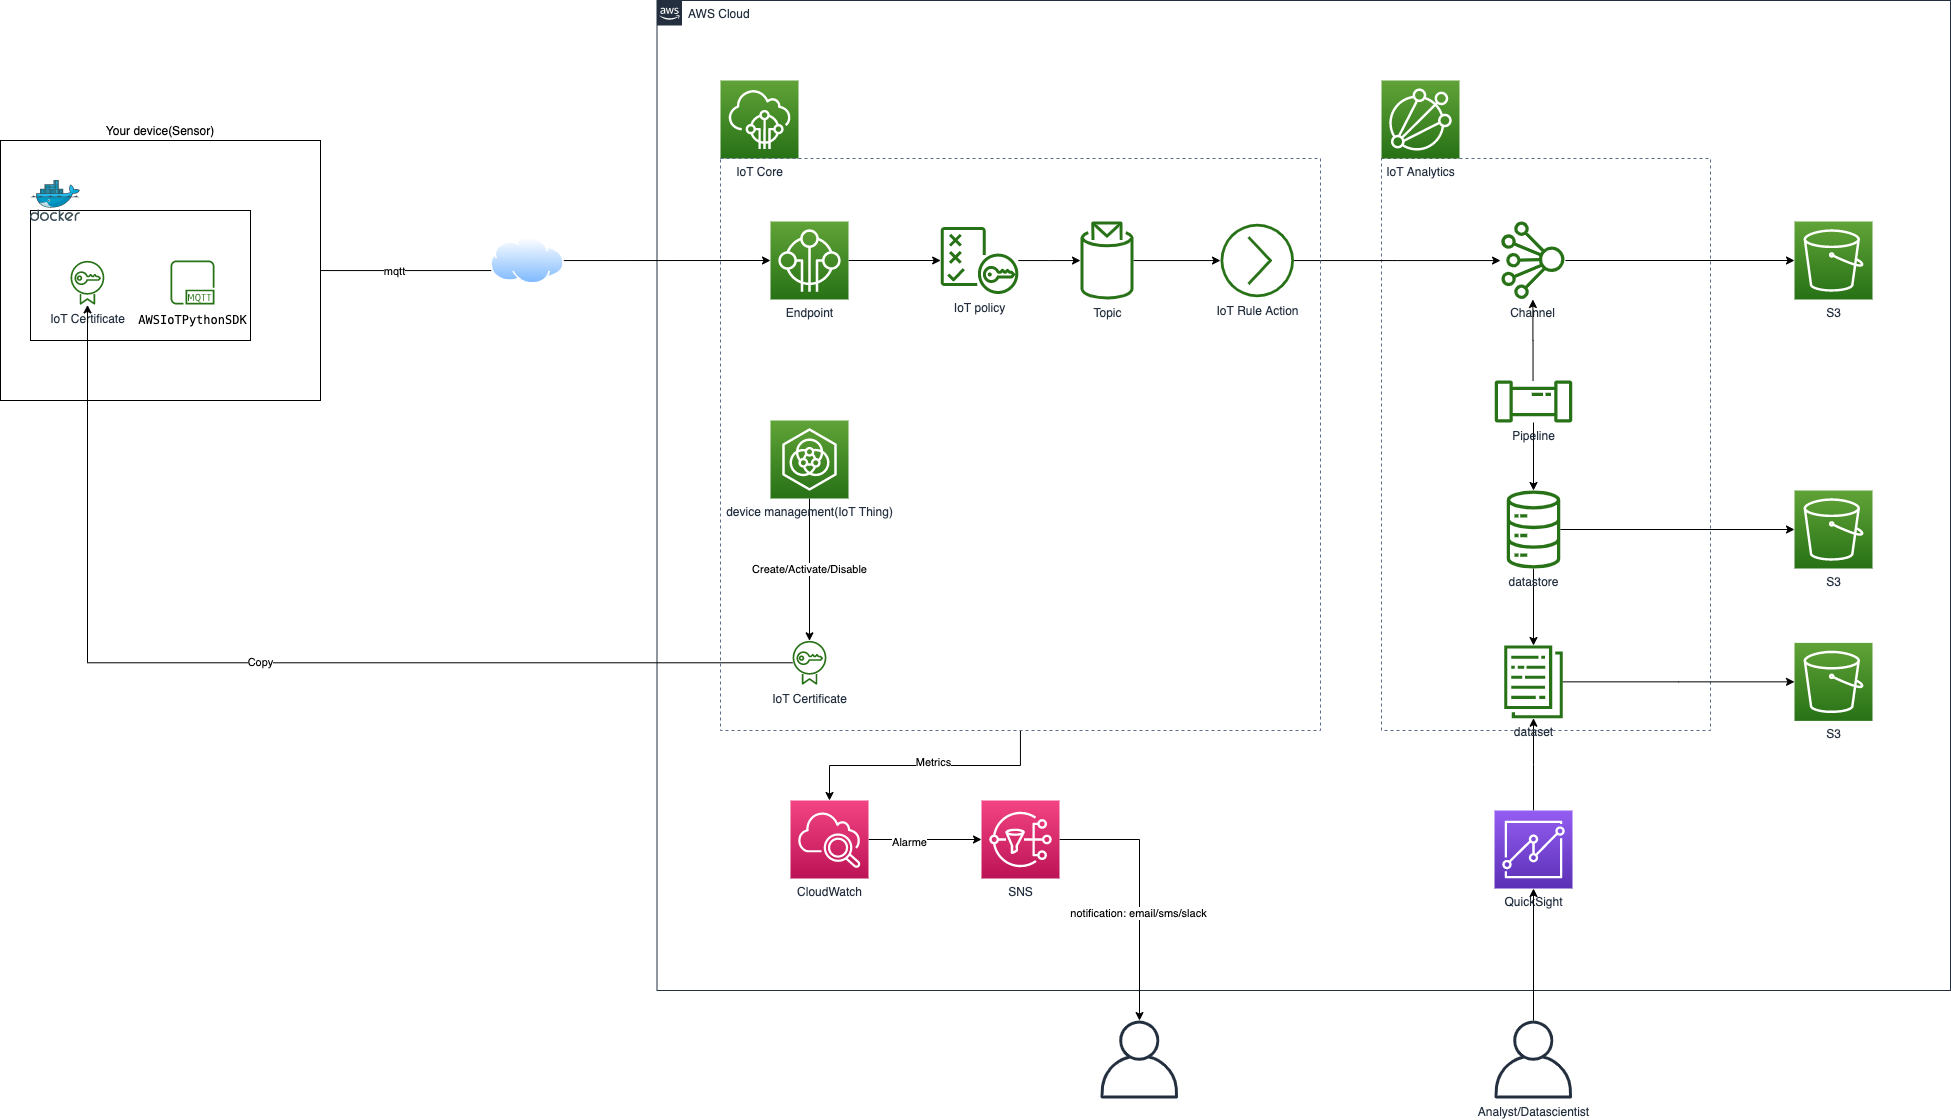 aws
AWS Cloud
Your device(Sensor)
docker
IoT Certificate
MQTT
AWSIoTPythonSDK
mqtt
IoT Core
Endpoint
IoT policy
Topic
IoT Rule Action
IoT Analytics
Channel
S3
Pipeline
device management(IoT Thing)
Create/Activate/Disable
datastore
S3
Copy
IoT Certificate
dataset
S3
Metrics
CloudWatch
Alarme
SNS
notification: email/sms/slack
QuickSight
Analyst/Datascientist